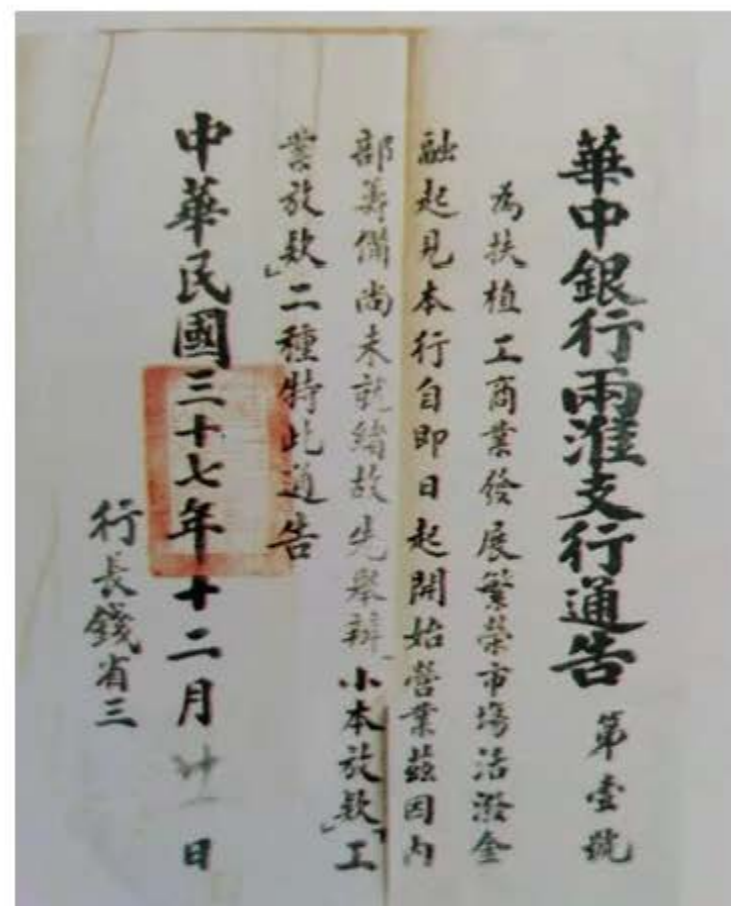 華中銀行兩淮支行通告 第壹號
為扶植工商業發展繁榮市場活潑金
融起見本行自即日起開始營業茲因內
部籌備尚未就緒故先舉辦「小本放款」「工
業放款」二種特此通告
中華民國三十七年十二月廿一日
行長錢省三